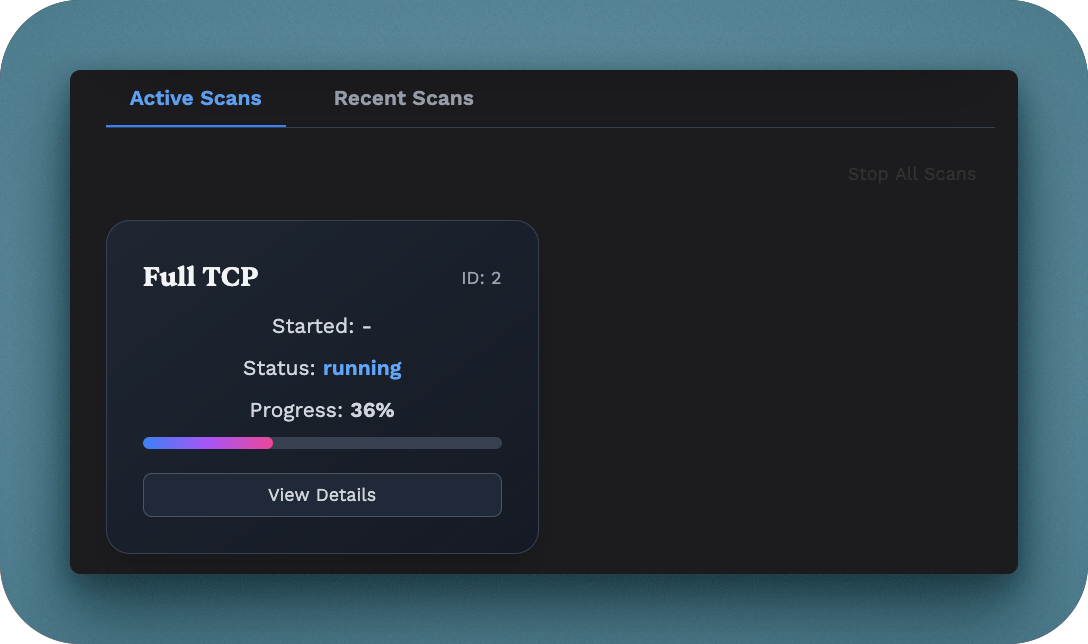 Active Scans Recent Scans
Stop All Scans
Full TCP ID: 2
Started: -
Status: running
Progress: 36%
View Details